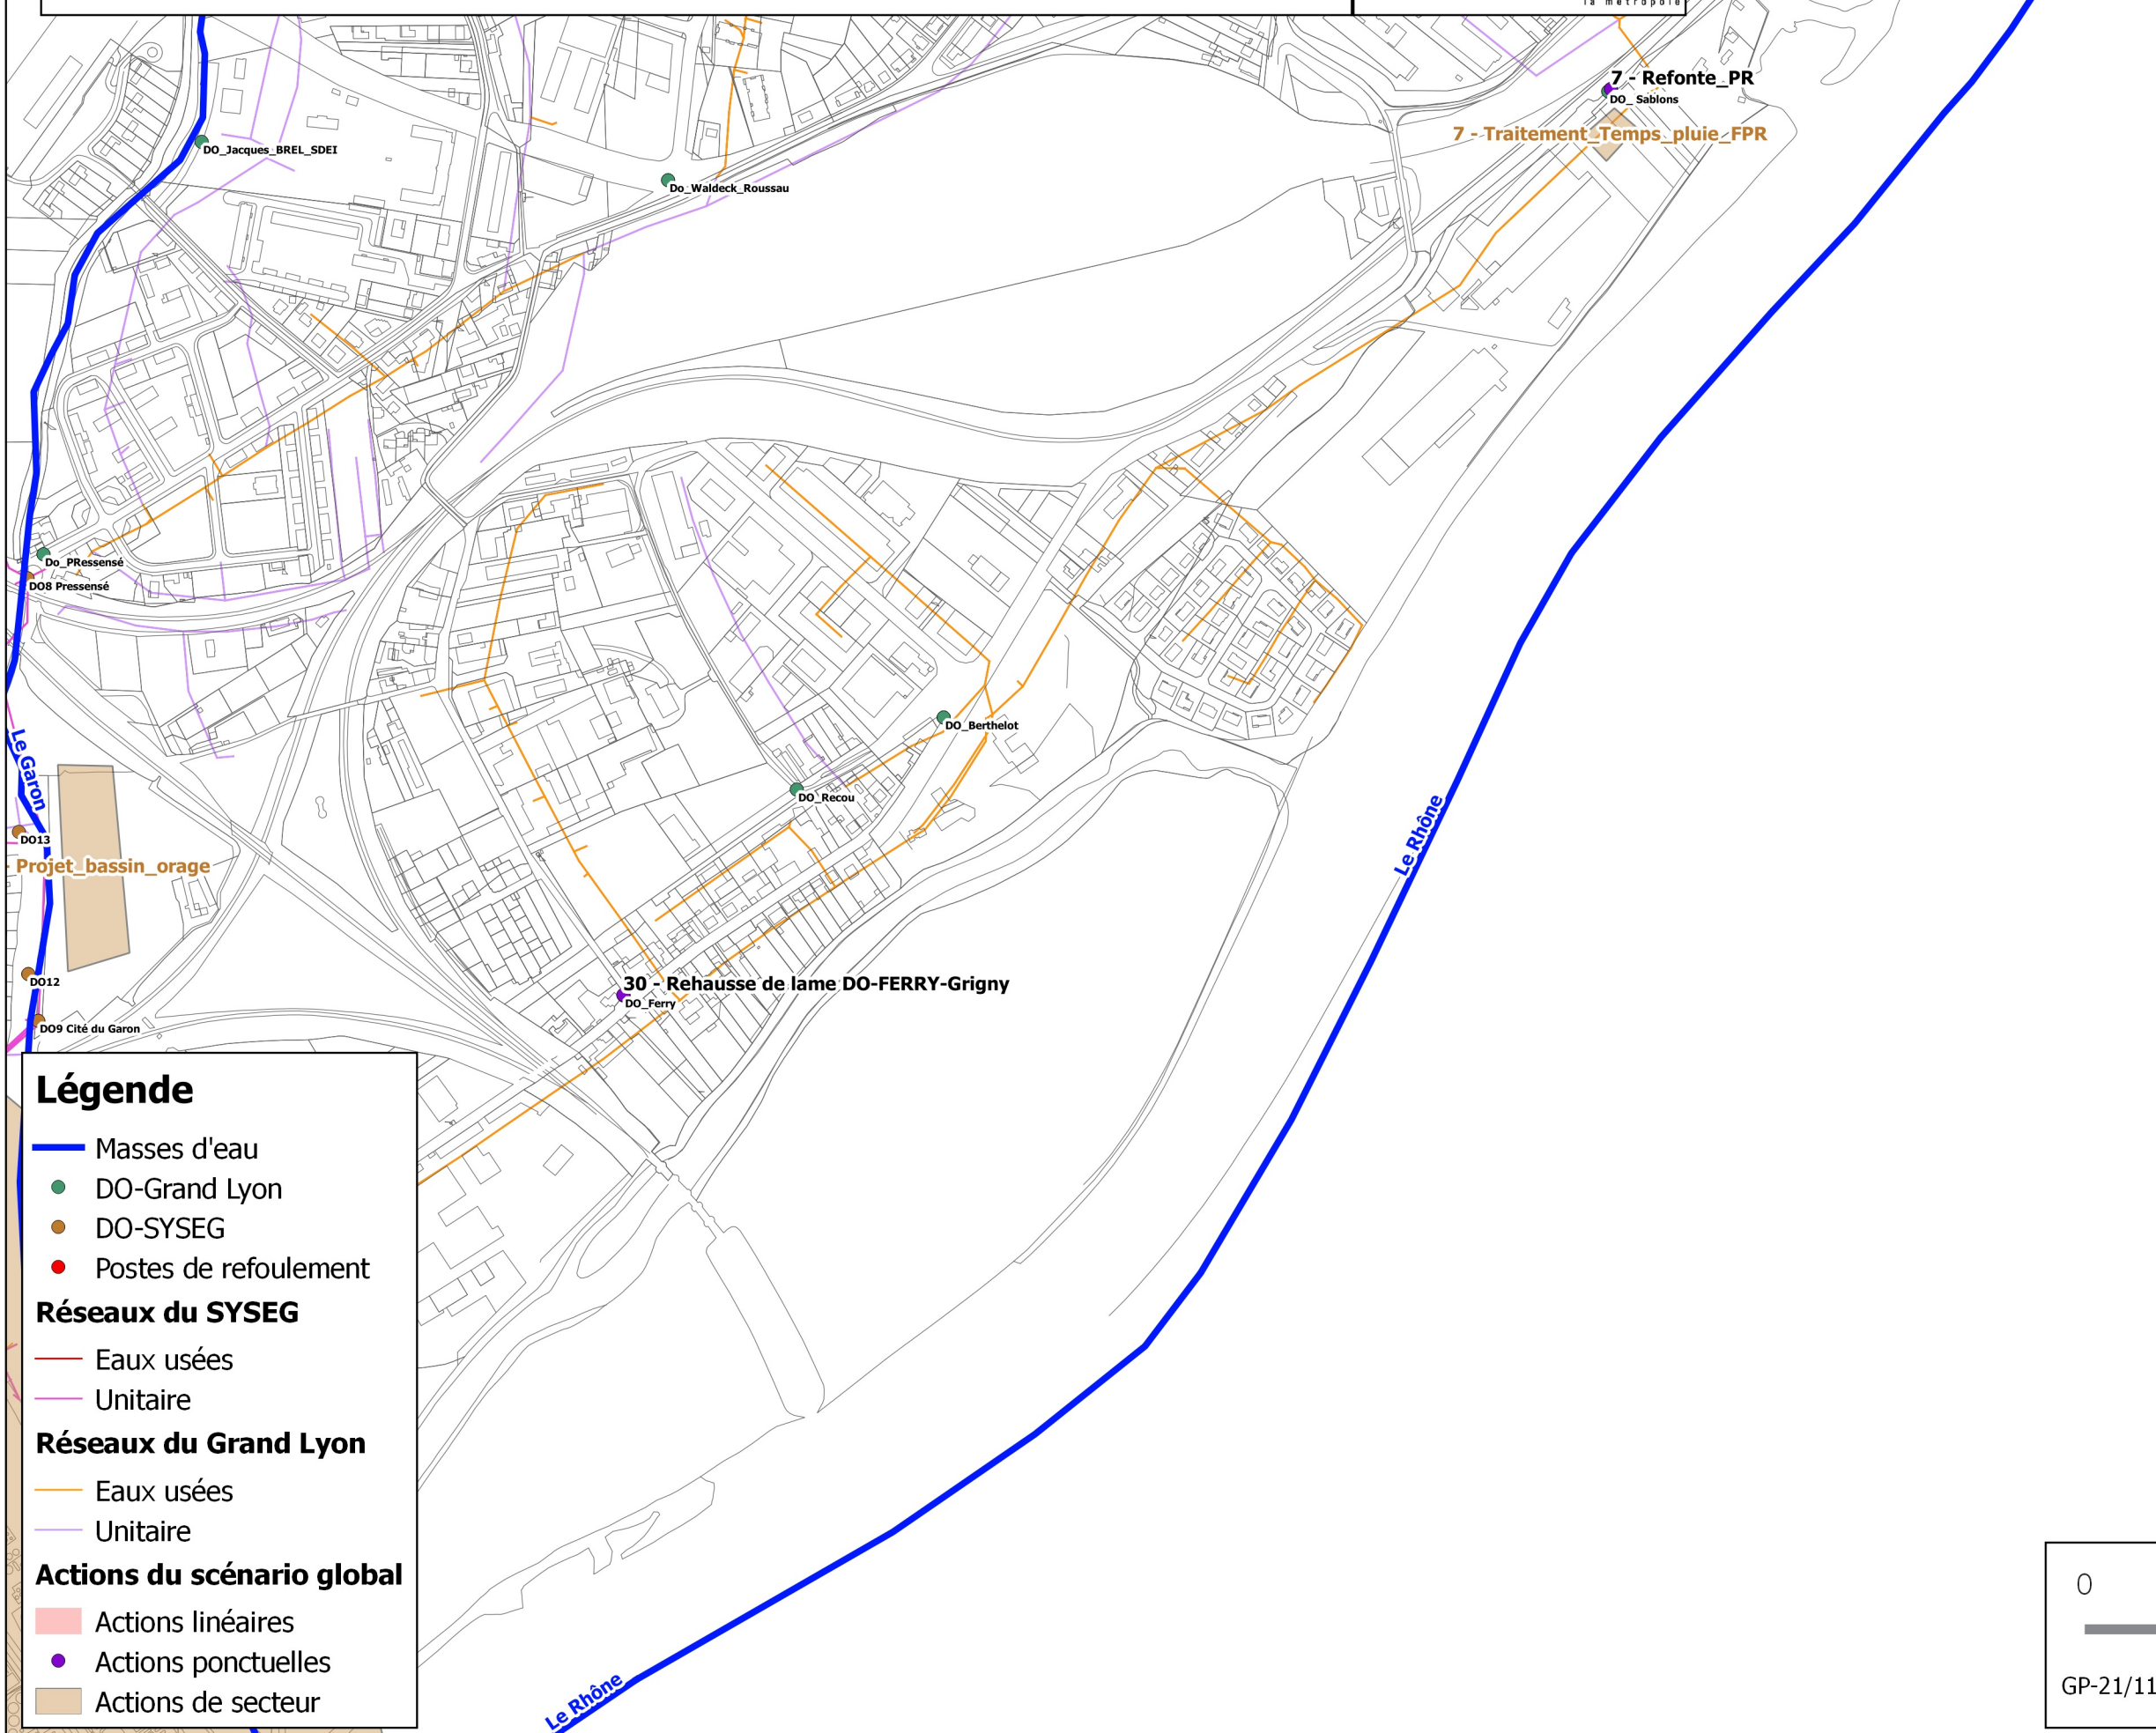 la métropole
7 - Refonte_PR
DO_ Sablons
7 - Traitement_Temps_pluie_FPR
DO_Jacques_BREL_SDEI
Do_Waldeck_Roussau
Do_PRessensé
DO8 Pressensé
Le Garon
DO_Berthelot
DO_Recou
Le Rhône
DO13
Projet_bassin_orage
DO12
30 - Rehausse de lame DO-FERRY-Grigny
DO_Ferry
DO9 Cité du Garon
Légende
Masses d'eau
DO-Grand Lyon
DO-SYSEG
Postes de refoulement
Réseaux du SYSEG
Eaux usées
Unitaire
Réseaux du Grand Lyon
Eaux usées
Unitaire
Actions du scénario global
Actions linéaires
Actions ponctuelles
Actions de secteur
Le Rhône
0
GP-21/11